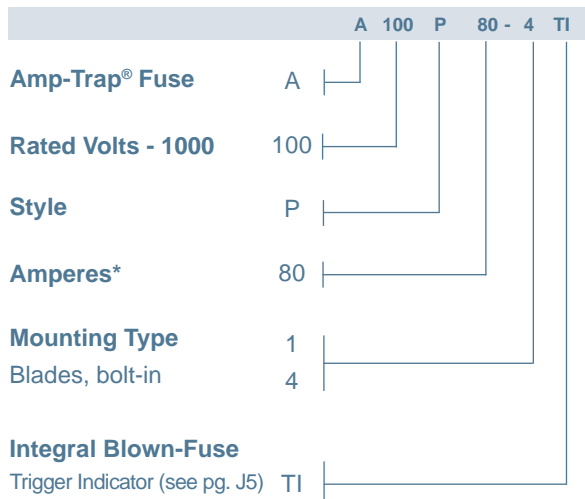 A 100 P 80 - 4 TI
Amp-Trap® Fuse A
Rated Volts - 1000 100
Style P
Amperes* 80
Mounting Type 1
Blades, bolt-in 4
Integral Blown-Fuse
Trigger Indicator (see pg. J5) TI